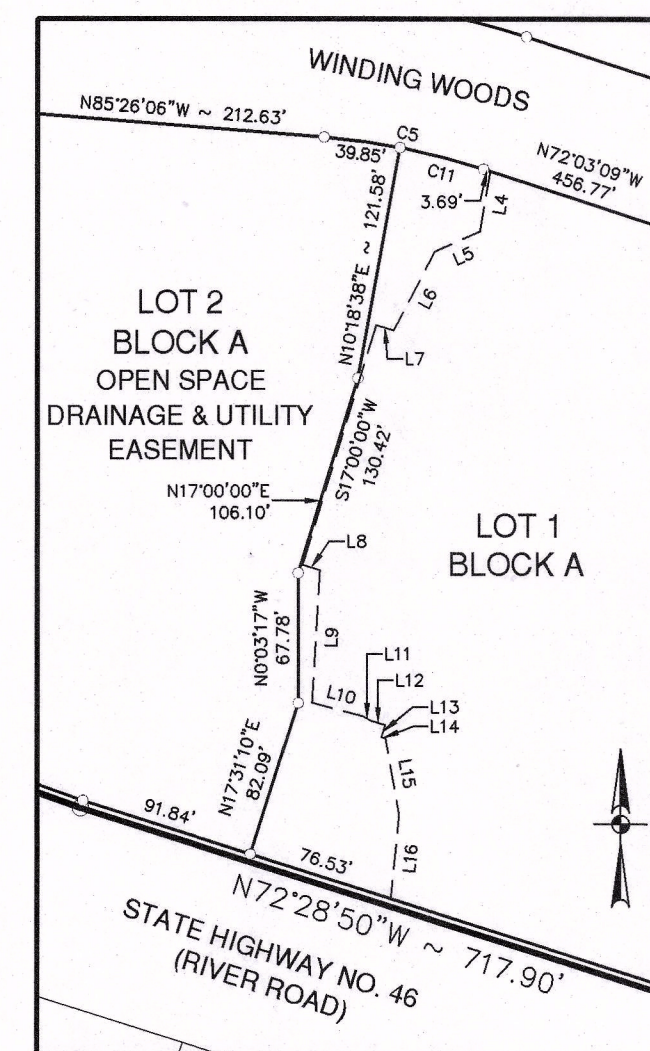 WINDING WOODS
N85°26'06"W ~ 212.63'
C5
39.85'
C11
N72°03'09"W
456.77'
3.69'
L4
L5
L6
L7
N10°18'38"E ~ 121.58'
LOT 2
BLOCK A
OPEN SPACE
DRAINAGE & UTILITY
EASEMENT
S17°00'00"W
130.42'
N17°00'00"E
106.10'
LOT 1
BLOCK A
L8
N0°03'17"W
67.78'
L9
L10
L11
L12
L13
L14
N17°31'10"E
82.09'
L15
L16
91.84'
76.53'
N72°28'50"W ~ 717.90'
STATE HIGHWAY NO. 46
(RIVER ROAD)